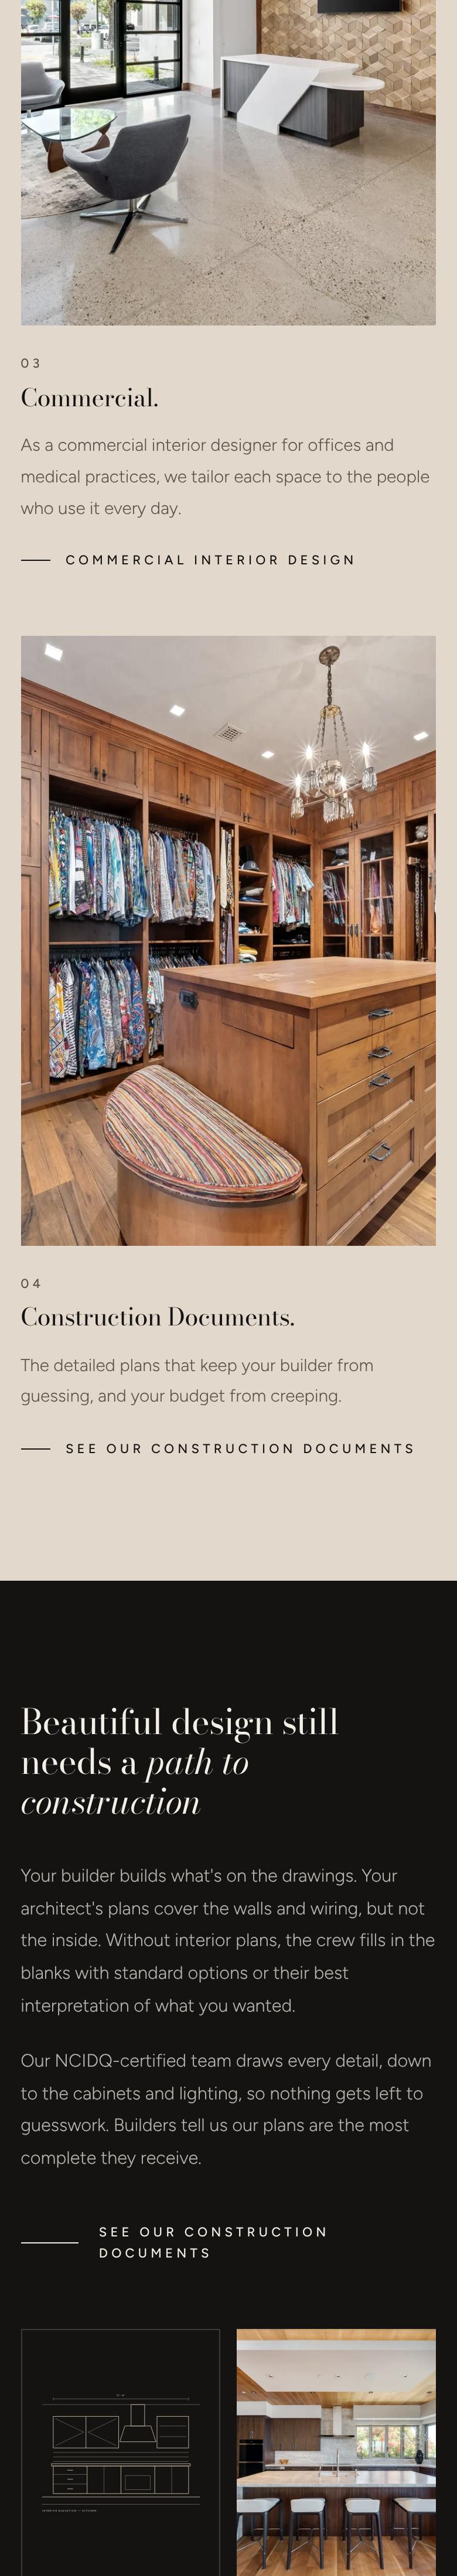 03
Commercial.
As a commercial interior designer for offices and
medical practices, we tailor each space to the people
who use it every day.
COMMERCIAL INTERIOR DESIGN
04
Construction Documents.
The detailed plans that keep your builder from
guessing, and your budget from creeping.
SEE OUR CONSTRUCTION DOCUMENTS
Beautiful design still
needs a path to
construction
Your builder builds what's on the drawings. Your
architect's plans cover the walls and wiring, but not
the inside. Without interior plans, the crew fills in the
blanks with standard options or their best
interpretation of what you wanted.
Our NCIDQ-certified team draws every detail, down
to the cabinets and lighting, so nothing gets left to
guesswork. Builders tell us our plans are the most
complete they receive.
SEE OUR CONSTRUCTION
DOCUMENTS
INTERIOR ELEVATION — KITCHEN